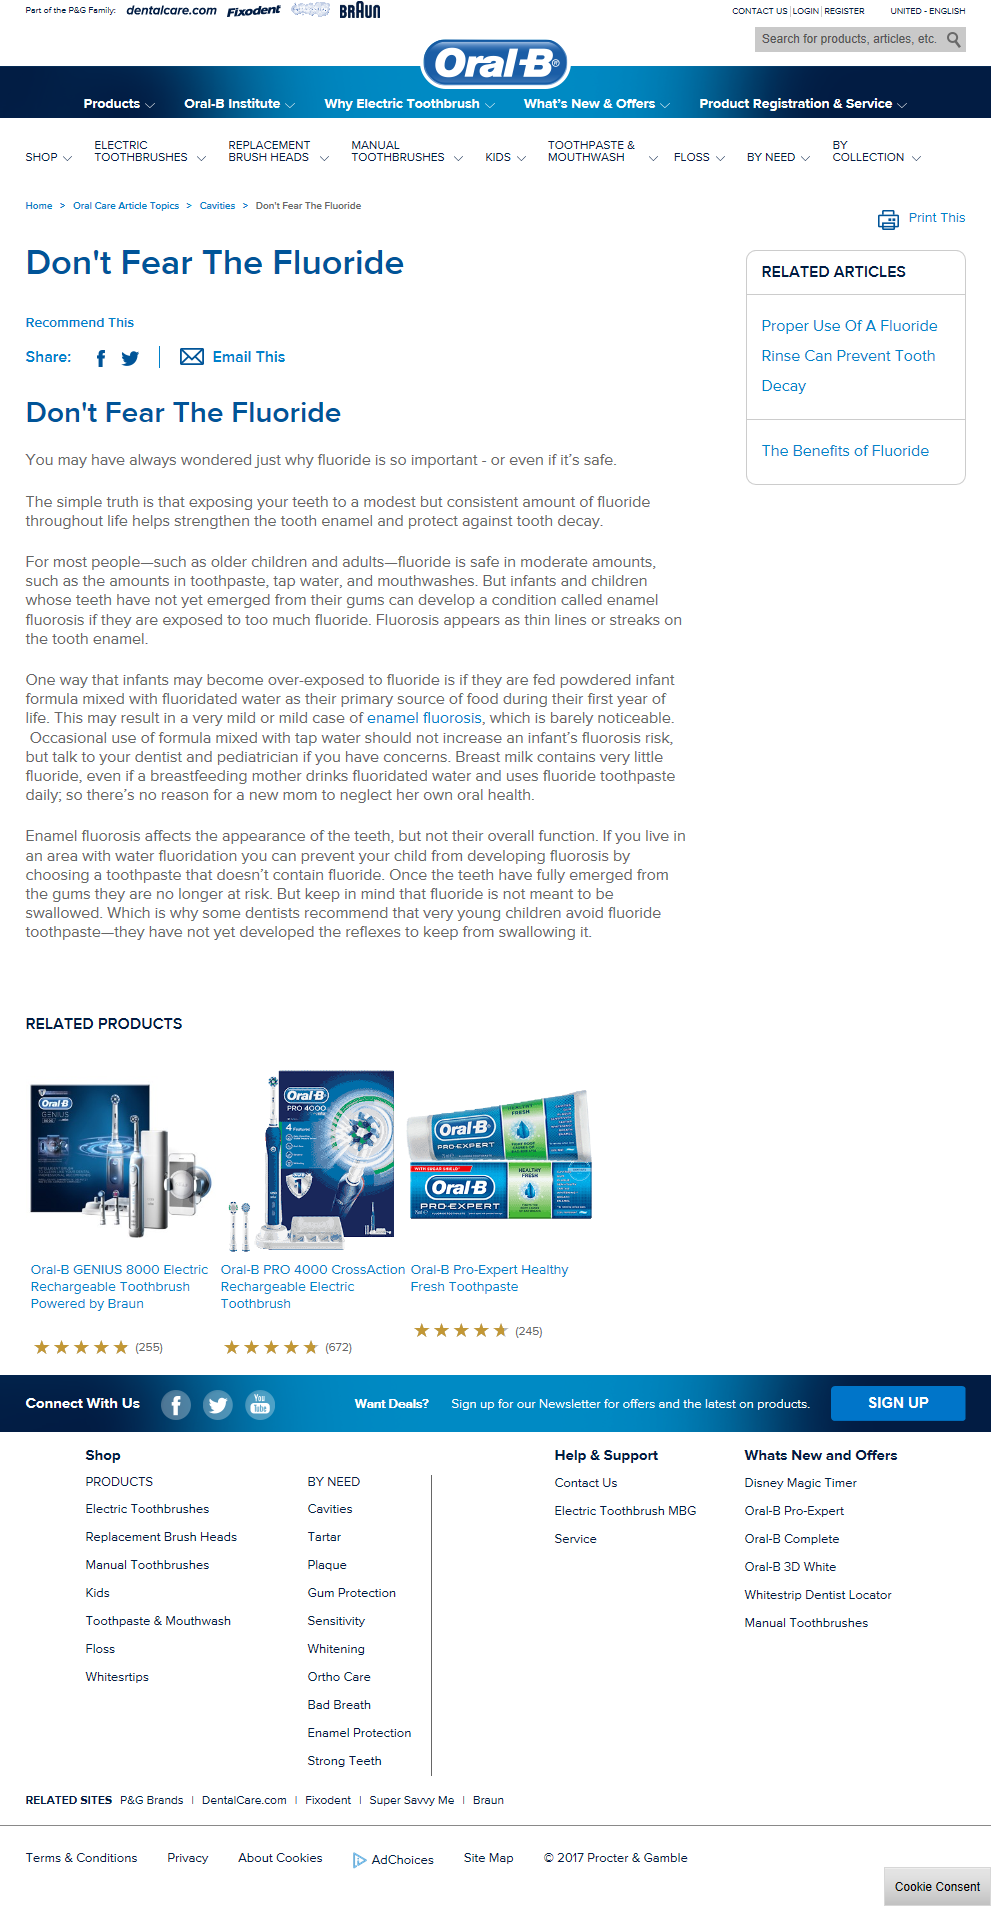 Part of the P&G Family: dentalcare.com Fixodent BRAUN
CONTACT US | LOGIN | REGISTER UNITED - ENGLISH
Search for products, articles, etc.
Oral-B®
Products Oral-B Institute Why Electric Toothbrush What's New & Offers Product Registration & Service
SHOP ELECTRIC TOOTHBRUSHES REPLACEMENT BRUSH HEADS MANUAL TOOTHBRUSHES KIDS TOOTHPASTE & MOUTHWASH FLOSS BY NEED BY COLLECTION
Home > Oral Care Article Topics > Cavities > Don't Fear The Fluoride
Print This
Don't Fear The Fluoride
Recommend This
Share: Email This
RELATED ARTICLES
Proper Use Of A Fluoride
Rinse Can Prevent Tooth
Decay
The Benefits of Fluoride
Don't Fear The Fluoride
You may have always wondered just why fluoride is so important - or even if it's safe.
The simple truth is that exposing your teeth to a modest but consistent amount of fluoride
throughout life helps strengthen the tooth enamel and protect against tooth decay.
For most people—such as older children and adults—fluoride is safe in moderate amounts,
such as the amounts in toothpaste, tap water, and mouthwashes. But infants and children
whose teeth have not yet emerged from their gums can develop a condition called enamel
fluorosis if they are exposed to too much fluoride. Fluorosis appears as thin lines or streaks on
the tooth enamel.
One way that infants may become over-exposed to fluoride is if they are fed powdered infant
formula mixed with fluoridated water as their primary source of food during their first year of
life. This may result in a very mild or mild case of enamel fluorosis, which is barely noticeable.
Occasional use of formula mixed with tap water should not increase an infant's fluorosis risk,
but talk to your dentist and pediatrician if you have concerns. Breast milk contains very little
fluoride, even if a breastfeeding mother drinks fluoridated water and uses fluoride toothpaste
daily; so there's no reason for a new mom to neglect her own oral health.
Enamel fluorosis affects the appearance of the teeth, but not their overall function. If you live in
an area with water fluoridation you can prevent your child from developing fluorosis by
choosing a toothpaste that doesn't contain fluoride. Once the teeth have fully emerged from
the gums they are no longer at risk. But keep in mind that fluoride is not meant to be
swallowed. Which is why some dentists recommend that very young children avoid fluoride
toothpaste—they have not yet developed the reflexes to keep from swallowing it.
RELATED PRODUCTS
Oral-B
GENIUS
Oral-B
PRO 4000
4 Features
Oral-B
PRO-EXPERT
HEALTHY
FRESH
WITH SUGAR SHIELD
Oral-B
PRO-EXPERT
HEALTHY
FRESH
Oral-B GENIUS 8000 Electric
Rechargeable Toothbrush
Powered by Braun
(255)
Oral-B PRO 4000 CrossAction
Rechargeable Electric
Toothbrush
(672)
Oral-B Pro-Expert Healthy
Fresh Toothpaste
(245)
Connect With Us You Tube Want Deals? Sign up for our Newsletter for offers and the latest on products. SIGN UP
Shop
PRODUCTS
Electric Toothbrushes
Replacement Brush Heads
Manual Toothbrushes
Kids
Toothpaste & Mouthwash
Floss
Whitesrtips
BY NEED
Cavities
Tartar
Plaque
Gum Protection
Sensitivity
Whitening
Ortho Care
Bad Breath
Enamel Protection
Strong Teeth
Help & Support
Contact Us
Electric Toothbrush MBG
Service
Whats New and Offers
Disney Magic Timer
Oral-B Pro-Expert
Oral-B Complete
Oral-B 3D White
Whitestrip Dentist Locator
Manual Toothbrushes
RELATED SITES P&G Brands | DentalCare.com | Fixodent | Super Savvy Me | Braun
Terms & Conditions Privacy About Cookies AdChoices Site Map © 2017 Procter & Gamble
Cookie Consent